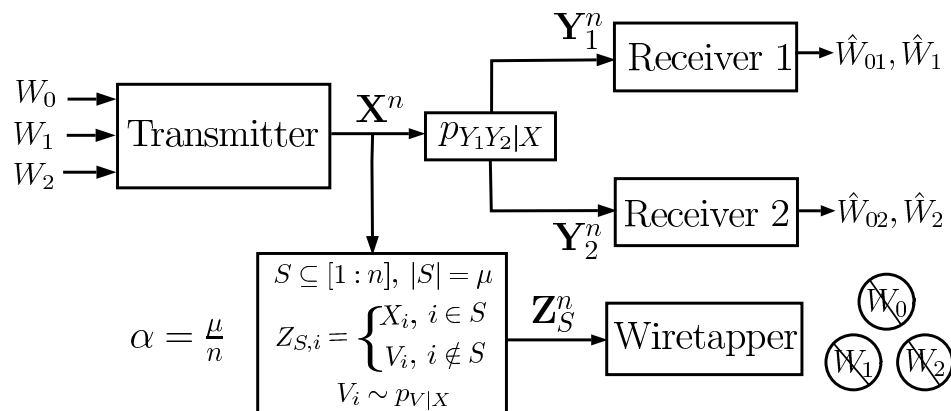 W_0
W_1
W_2
Transmitter
X^n
p_{Y_1Y_2|X}
Y_1^n
Receiver 1
Ŵ_{01}, Ŵ_1
Y_2^n
Receiver 2
Ŵ_{02}, Ŵ_2
α = μ/n
S ⊆ [1 : n], |S| = μ
Z_{S,i} = { X_i, i ∈ S
V_i, i ∉ S
V_i ∼ p_{V|X}
Z_S^n
Wiretapper
W_0
W_1
W_2